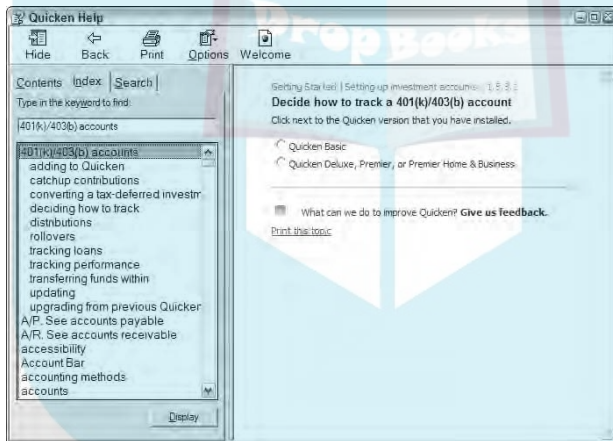 Quicken Help
Hide Back Print Options Welcome
Contents Index Search
Type in the keyword to find:
401(k)/403(b) accounts
401(k)/403(b) accounts
adding to Quicken
catchup contributions
converting a tax-deferred investm
deciding how to track
distributions
rollovers
tracking loans
tracking performance
transferring funds within
updating
upgrading from previous Quicken
A/P. See accounts payable
A/R. See accounts receivable
accessibility
Account Bar
accounting methods
accounts
Display
DropBooks
Getting Started | Setting up investment accounts
Decide how to track a 401(k)/403(b) account
Click next to the Quicken version that you have installed.
Quicken Basic
Quicken Deluxe, Premier, or Premier Home & Business
What can we do to improve Quicken? Give us feedback.
Print this topic